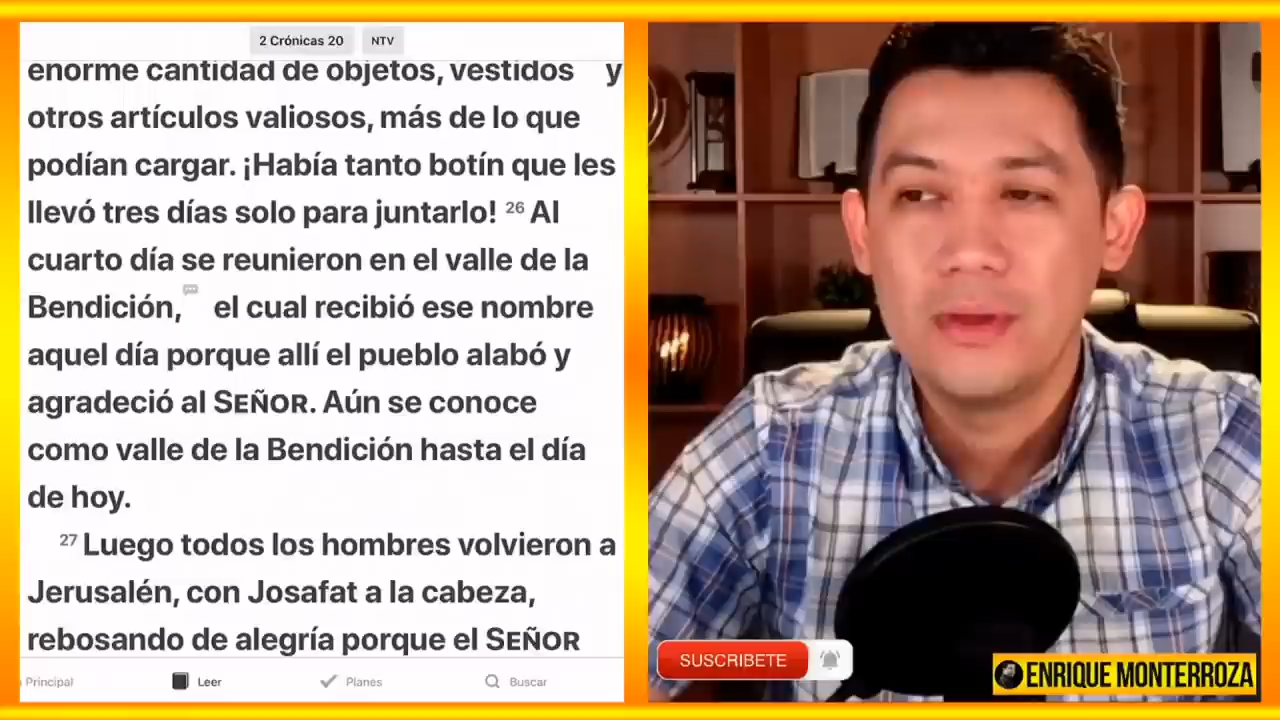 2 Crónicas 20 NTV
enorme cantidad de objetos, vestidos y
otros artículos valiosos, más de lo que
podían cargar. ¡Había tanto botín que les
llevó tres días solo para juntarlo! 26 Al
cuarto día se reunieron en el valle de la
Bendición, el cual recibió ese nombre
aquel día porque allí el pueblo alabó y
agradeció al SEÑOR. Aún se conoce
como valle de la Bendición hasta el día
de hoy.
27 Luego todos los hombres volvieron a
Jerusalén, con Josafat a la cabeza,
rebosando de alegría porque el SEÑOR
Principal Leer Planes Buscar
SUSCRIBETE
ENRIQUE MONTERROZA